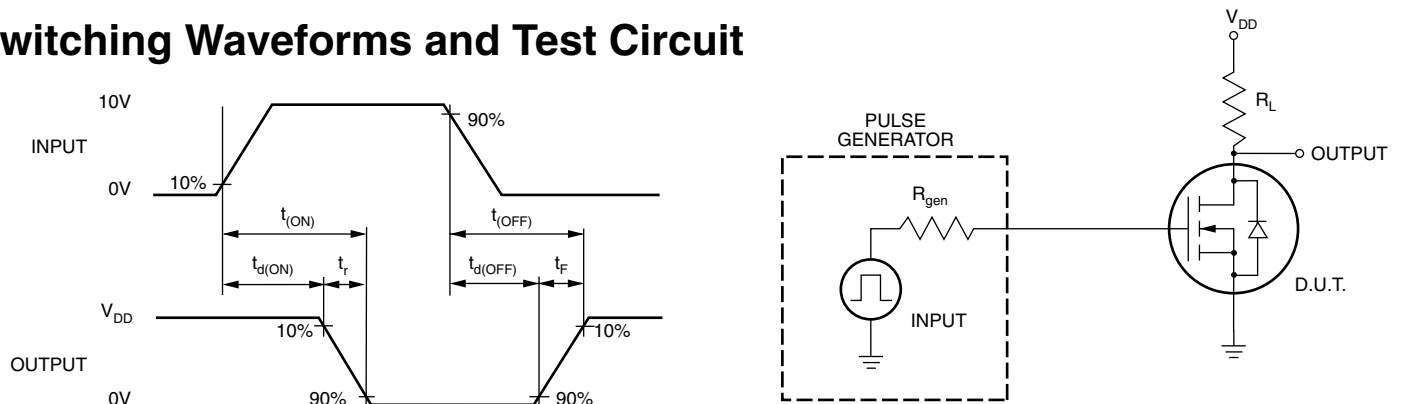 witching Waveforms and Test Circuit
10V
INPUT
0V
10%
90%
t(ON)
t(OFF)
td(ON)
tr
td(OFF)
tF
VDD
10%
10%
OUTPUT
0V
90%
90%
VDD
RL
OUTPUT
PULSE
GENERATOR
Rgen
INPUT
D.U.T.